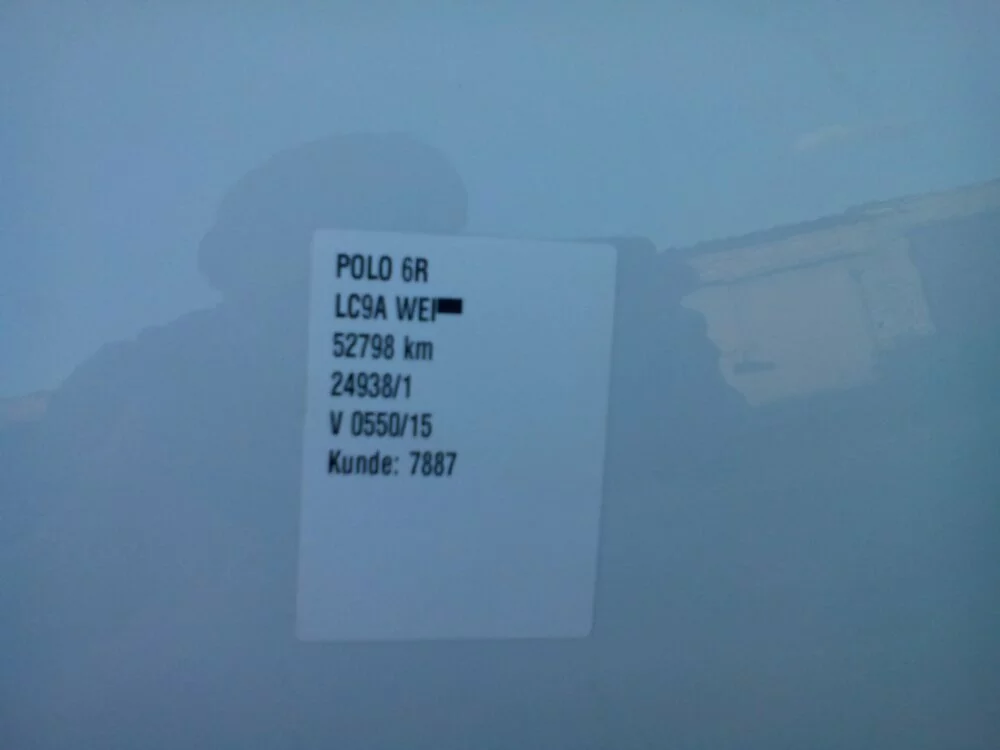 POLO 6R
LC9A WEI
52798 km
24938/1
V 0550/15
Kunde: 7887